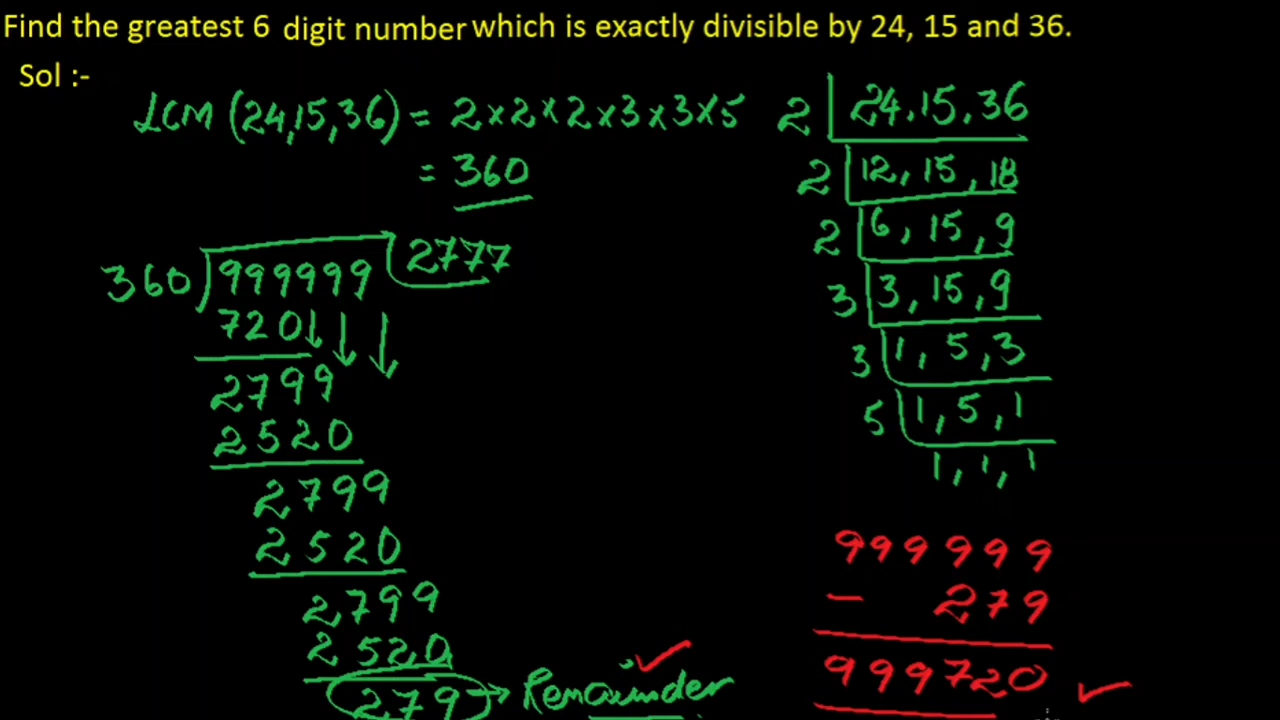 Find the greatest 6 digit number which is exactly divisible by 24, 15 and 36.
Sol :-
LCM (24,15,36) = 2×2×2×3×3×5
= 360
360)999999(2777
720
2799
2520
2799
2520
2799
2520
279 → Remainder
2 | 24,15,36
2 | 12,15,18
2 | 6,15,9
3 | 3,15,9
3 | 1,5,3
5 | 1,5,1
1,1,1
999999
- 279
999720